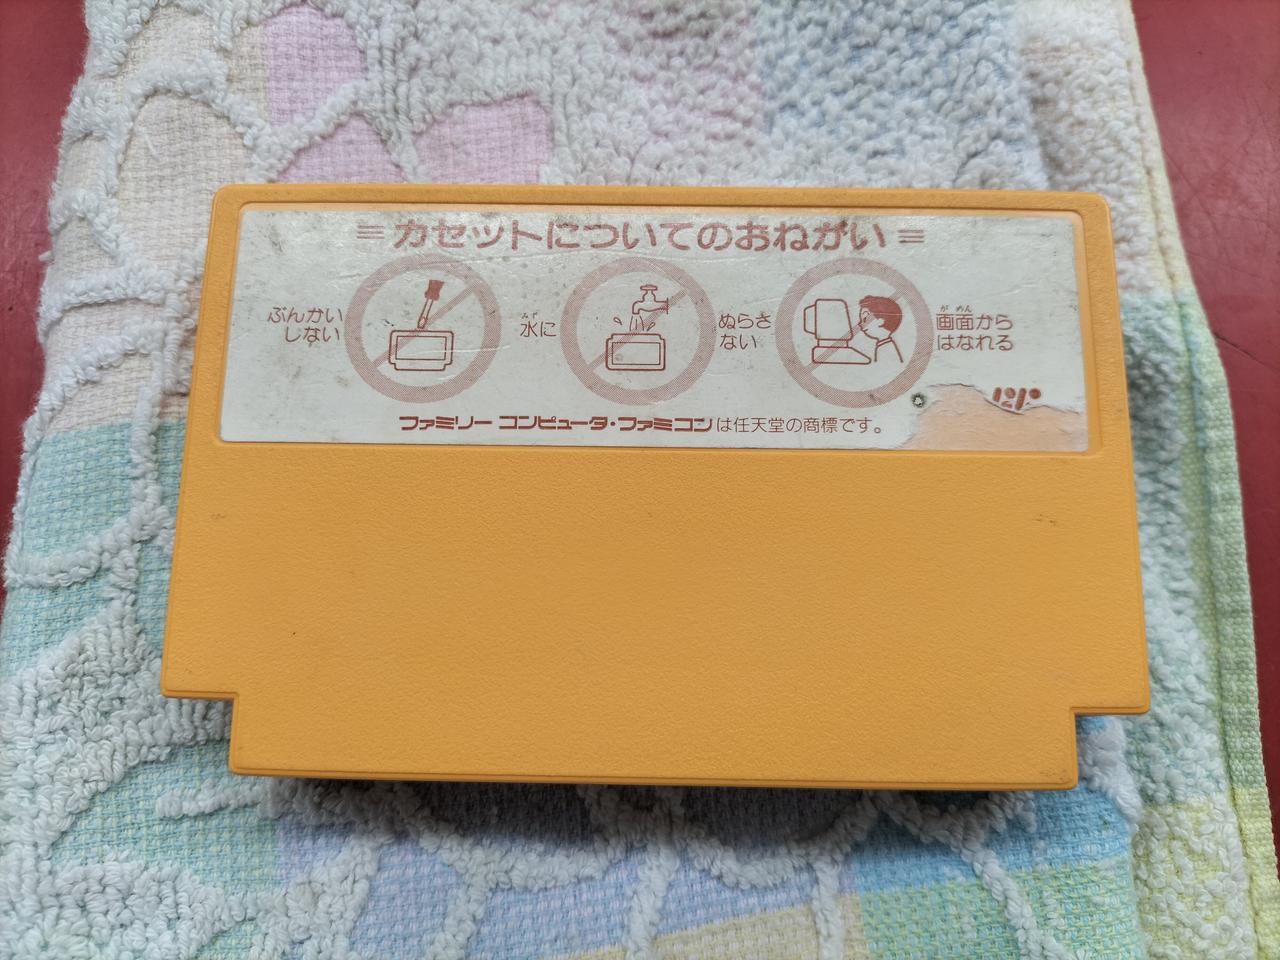 カセットについてのおねがい
ぶんかい
しない
みず
水に
ぬらさ
ない
が めん
画面から
はなれる
ファミリー コンピュータ・ファミコンは任天堂の商標です。